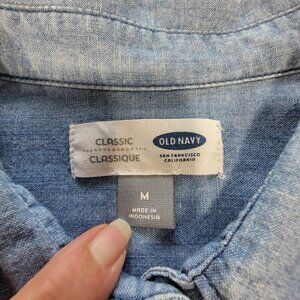 CLASSIC
CLASSIQUE
OLD NAVY
SAN FRANCISCO
CALIFORNIA
M
MADE IN
INDONESIA